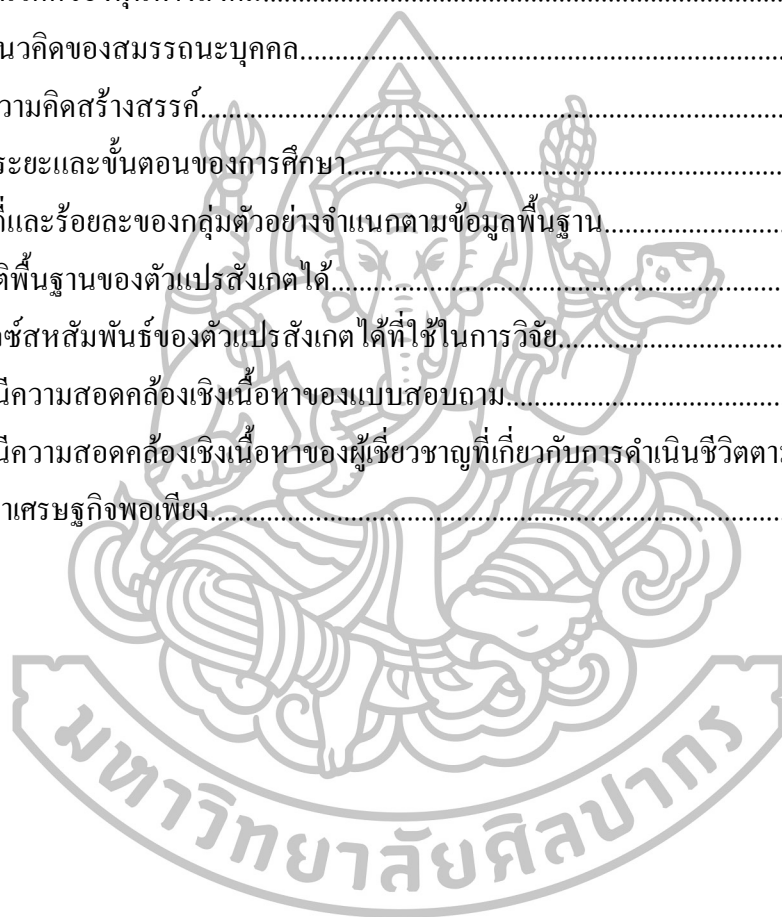 นวคิดของสมรรถนะบุคคล
วามคิดสร้างสรรค์
ระยะและขั้นตอนของการศึกษา
ี่และร้อยละของกลุ่มตัวอย่างจำแนกตามข้อมูลพื้นฐาน
ิพื้นฐานของตัวแปรสังเกตได้
ซ์สหสัมพันธ์ของตัวแปรสังเกตได้ที่ใช้ในการวิจัย
นีความสอดคล้องเชิงเนื้อหาของแบบสอบถาม
นีความสอดคล้องเชิงเนื้อหาของผู้เชี่ยวชาญที่เกี่ยวกับการดำเนินชีวิตตาม
าเศรษฐกิจพอเพียง
มหาวิทยาลัยศิลปากร